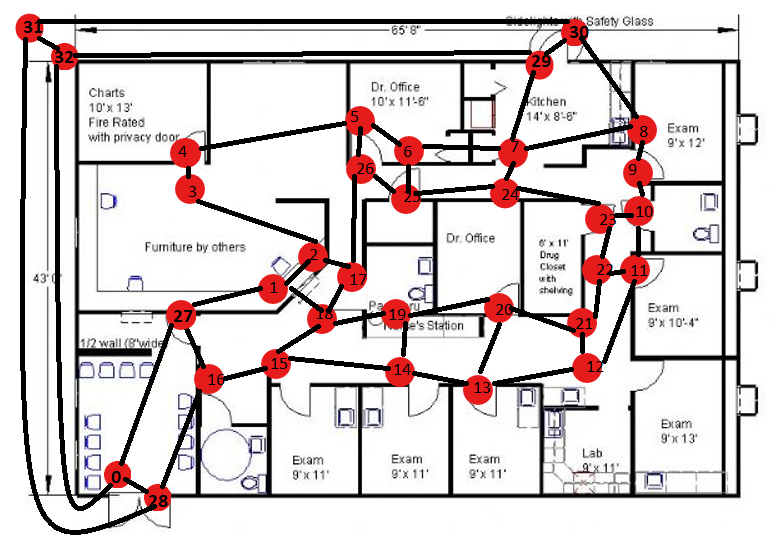 31
30
Sidelights with Safety Glass
65' 8"
32
29
Charts
10' x 13'
Fire Rated
with privacy door
Dr. Office
10' x 11'-6"
Kitchen
14' x 8'-6"
5
8
Exam
9' x 12'
4
6
7
26
9
3
25
24
23
10
Furniture by others
2
Dr. Office
6' x 11'
Drug
Closet
with
shelving
43'
1
17
22
11
27
18
19
20
21
Nurse's Station
Exam
9' x 10'-4"
1/2 wall (8"wide
15
14
12
16
13
Exam
9' x 11'
Exam
9' x 11'
Exam
9' x 11'
Lab
9' x 11'
Exam
9' x 13'
0
28